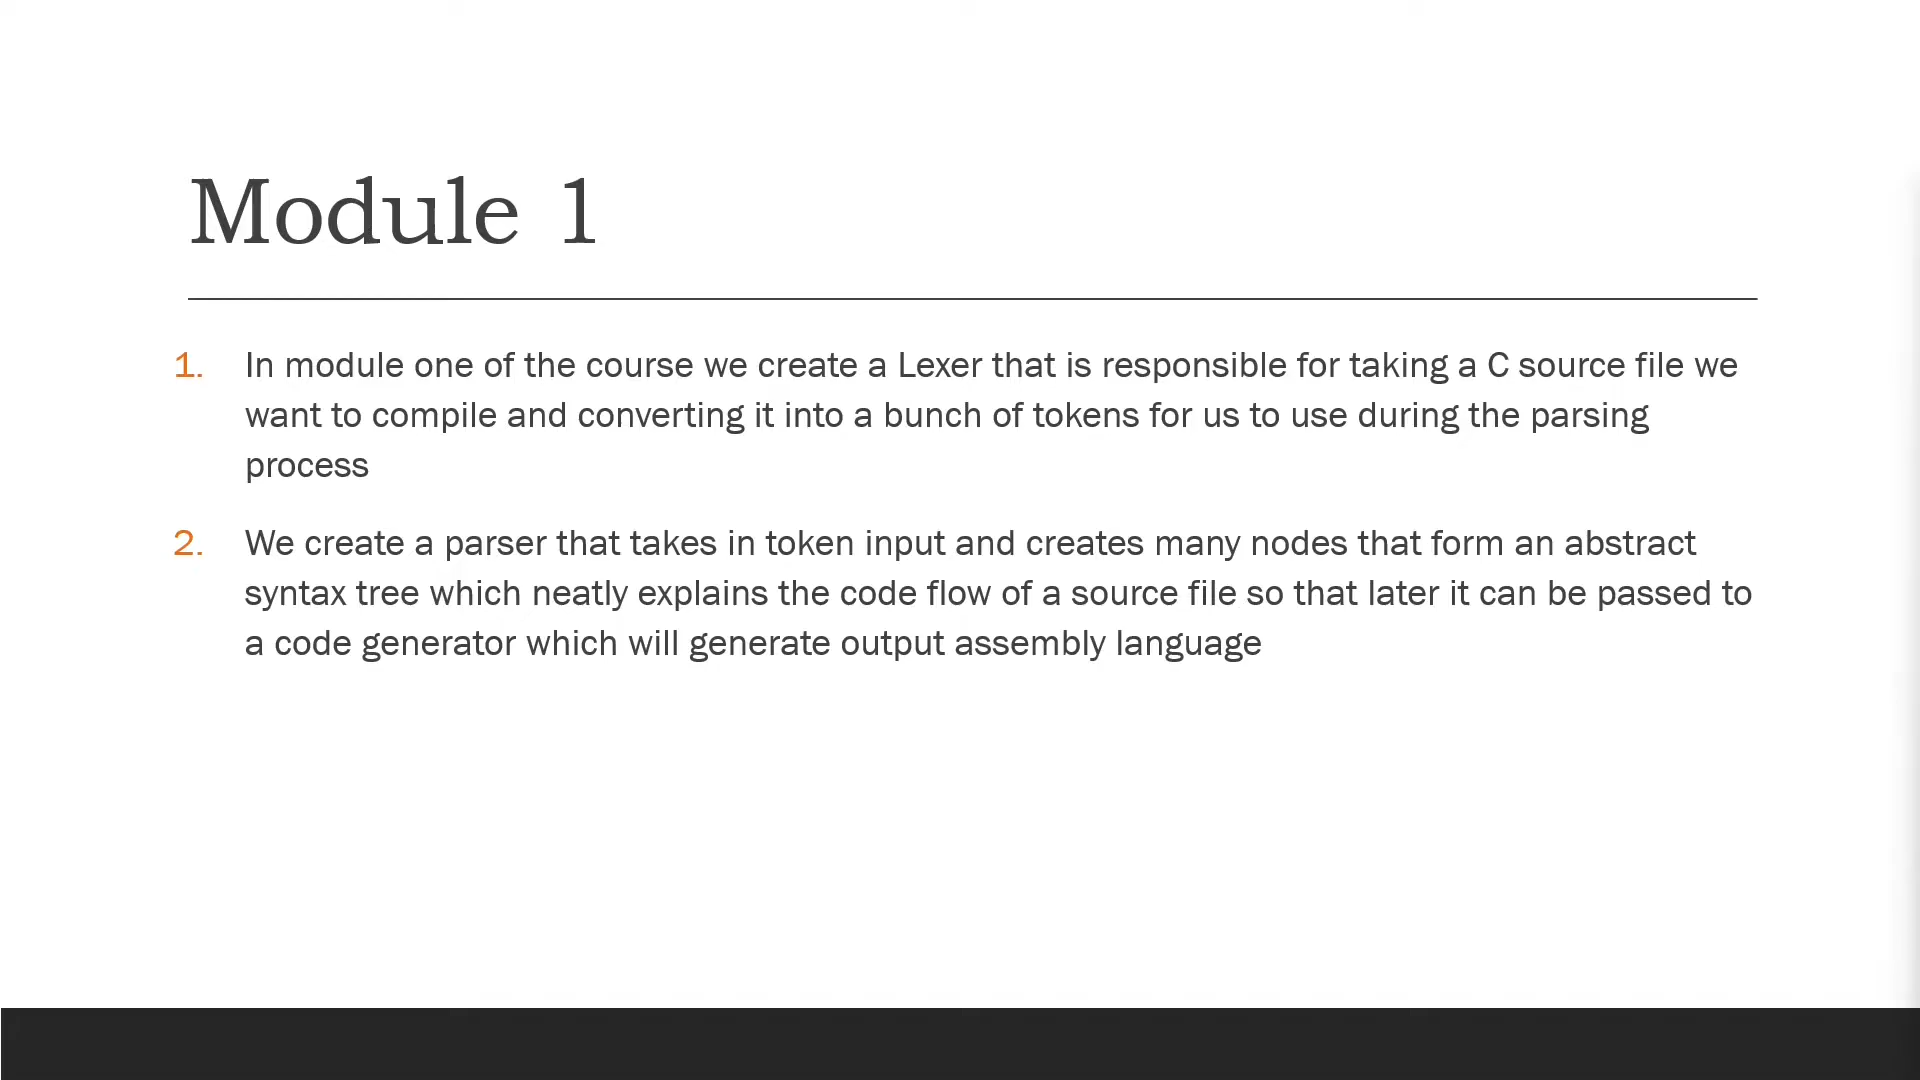 Module 1
1. In module one of the course we create a Lexer that is responsible for taking a C source file we
want to compile and converting it into a bunch of tokens for us to use during the parsing
process
2. We create a parser that takes in token input and creates many nodes that form an abstract
syntax tree which neatly explains the code flow of a source file so that later it can be passed to
a code generator which will generate output assembly language